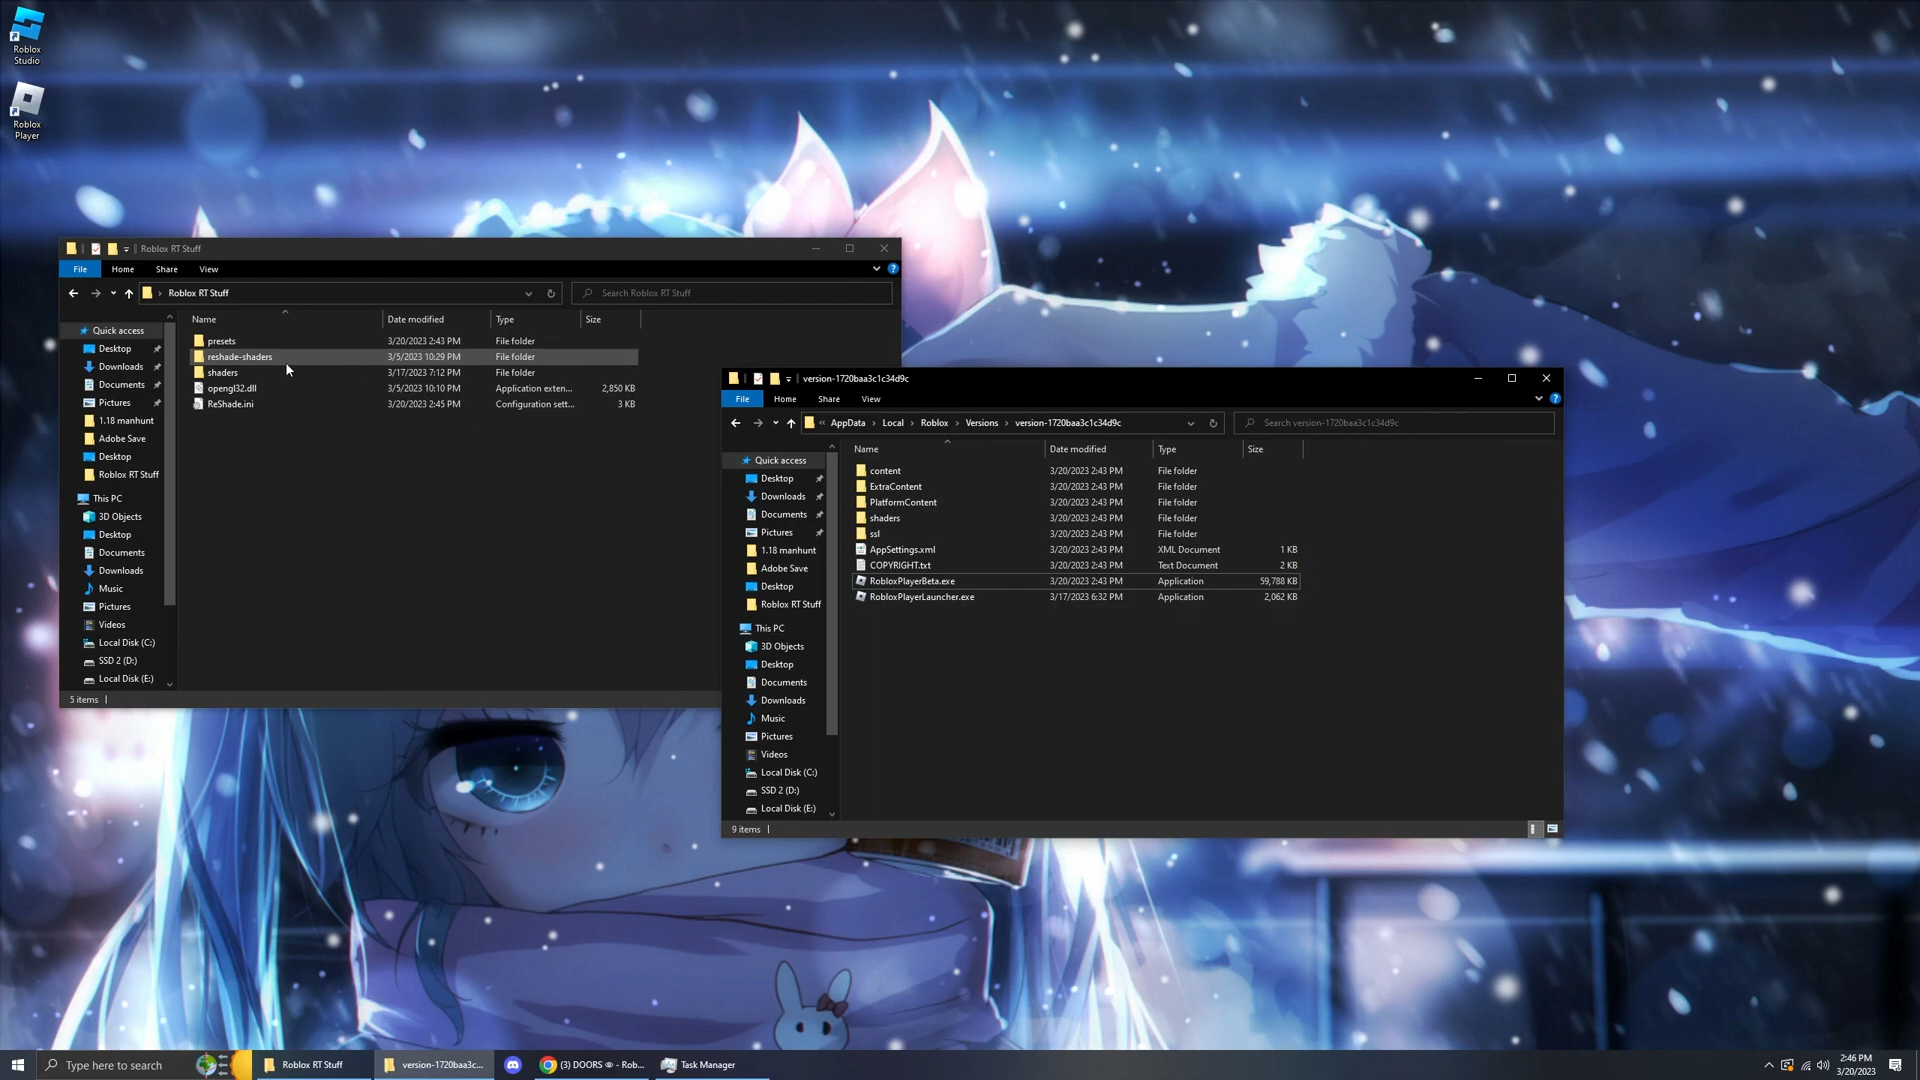 Roblox
Studio
Roblox
Player
Roblox RT Stuff
File Home Share View
Roblox RT Stuff
Search Roblox RT Stuff
Name Date modified Type Size
Quick access
Desktop
Downloads
Documents
Pictures
1.18 manhunt
Adobe Save
Desktop
Roblox RT Stuff
This PC
3D Objects
Desktop
Documents
Downloads
Music
Pictures
Videos
Local Disk (C:)
SSD 2 (D:)
Local Disk (E:)
presets 3/20/2023 2:43 PM File folder
reshade-shaders 3/5/2023 10:29 PM File folder
shaders 3/17/2023 7:12 PM File folder
opengl32.dll 3/5/2023 10:10 PM Application exten... 2,850 KB
ReShade.ini 3/20/2023 2:45 PM Configuration sett... 3 KB
5 items
version-1720baa3c1c34d9c
File Home Share View
« AppData › Local › Roblox › Versions › version-1720baa3c1c34d9c
Search version-1720baa3c1c34d9c
Name Date modified Type Size
Quick access
Desktop
Downloads
Documents
Pictures
1.18 manhunt
Adobe Save
Desktop
Roblox RT Stuff
This PC
3D Objects
Desktop
Documents
Downloads
Music
Pictures
Videos
Local Disk (C:)
SSD 2 (D:)
Local Disk (E:)
content 3/20/2023 2:43 PM File folder
ExtraContent 3/20/2023 2:43 PM File folder
PlatformContent 3/20/2023 2:43 PM File folder
shaders 3/20/2023 2:43 PM File folder
ssl 3/20/2023 2:43 PM File folder
AppSettings.xml 3/20/2023 2:43 PM XML Document 1 KB
COPYRIGHT.txt 3/20/2023 2:43 PM Text Document 2 KB
RobloxPlayerBeta.exe 3/20/2023 2:43 PM Application 59,788 KB
RobloxPlayerLauncher.exe 3/17/2023 6:32 PM Application 2,062 KB
9 items
Type here to search
Roblox RT Stuff
version-1720baa3c...
(3) DOORS 👁 - Rob...
Task Manager
2:46 PM
3/20/2023